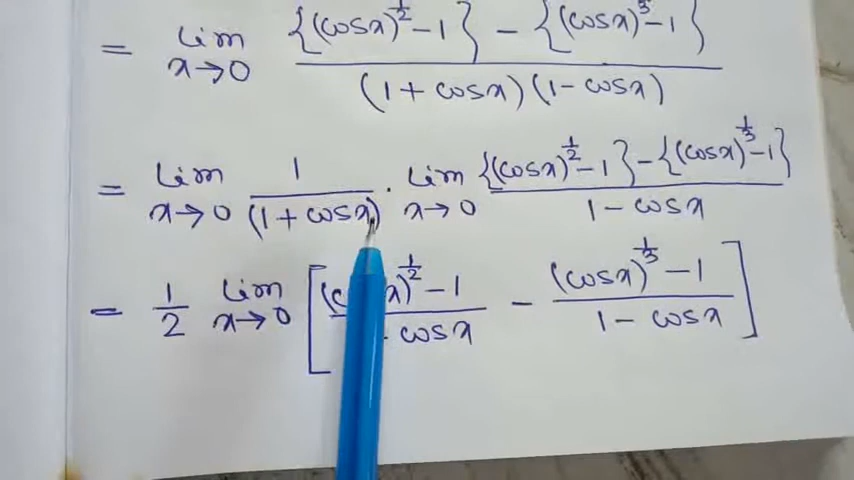 = lim x→0 {(cosx)^{1/2} - 1} - {(cosx)^{1/3} - 1} / (1 + cosx)(1 - cosx)
= lim x→0 1 / (1 + cosx) · lim x→0 {(cosx)^{1/2} - 1} - {(cosx)^{1/3} - 1} / 1 - cosx
= 1/2 lim x→0 [ (c x)^{1/2} - 1 / - cosx - (cosx)^{1/3} - 1 / 1 - cosx ]